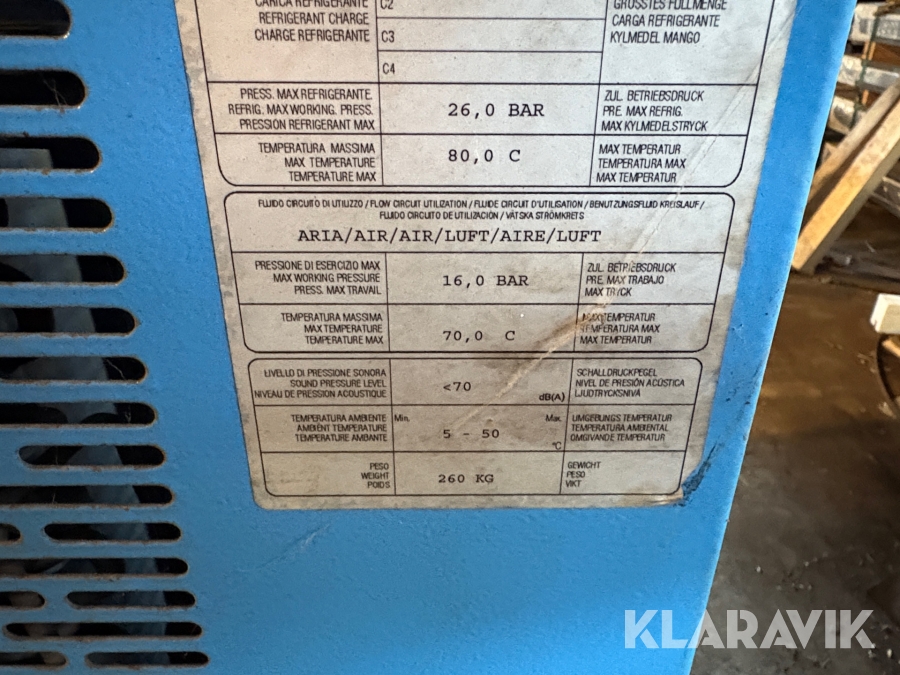 CARICA REFRIGERANTE
REFRIGERANT CHARGE
CHARGE REFRIGERANTE
C2
C3
C4
GRÖSSTES FÜLLMENGE
CARGA REFRIGERANTE
KYLMEDEL MANGO
PRESS. MAX REFRIGERANTE.
REFRIG. MAX WORKING. PRESS.
PRESSION REFRIGERANT MAX
26,0 BAR
ZUL. BETRIEBSDRUCK
PRE. MAX REFRIG.
MAX KYLMEDELSTRYCK
TEMPERATURA MASSIMA
MAX TEMPERATURE
TEMPERATURE MAX
80,0 C
MAX TEMPERATUR
TEMPERATURA MAX
MAX TEMPERATUR
FLUIDO CIRCUITO DI UTILIZZO / FLOW CIRCUIT UTILIZATION / FLUIDE CIRCUIT D'UTILISATION / BENUTZUNGSFLUID KREISLAUF /
FLUIDO CIRCUITO DE UTILIZACIÓN / VÄTSKA STRÖMKRETS
ARIA/AIR/AIR/LUFT/AIRE/LUFT
PRESSIONE DI ESERCIZIO MAX
MAX WORKING PRESSURE
PRESS. MAX TRAVAIL
16,0 BAR
ZUL. BETRIEBSDRUCK
PRE. MAX TRABAJO
MAX TRYCK
TEMPERATURA MASSIMA
MAX TEMPERATURE
TEMPERATURE MAX
70,0 C
MAX TEMPERATUR
TEMPERATURA MAX
MAX TEMPERATUR
LIVELLO DI PRESSIONE SONORA
SOUND PRESSURE LEVEL
NIVEAU DE PRESSION ACOUSTIQUE
<70
dB(A)
SCHALLDRUCKPEGEL
NIVEL DE PRESIÓN ACÚSTICA
LJUDTRYCKSNIVÅ
TEMPERATURA AMBIENTE
AMBIENT TEMPERATURE
TEMPERATURE AMBANTE
Min.
5 - 50
Max.
°C
UMGEBUNGS TEMPERATUR
TEMPERATURA AMBIENTAL
OMGIVANDE TEMPERATUR
PESO
WEIGHT
POIDS
260 KG
GEWICHT
PESO
VIKT
KLARAVIK